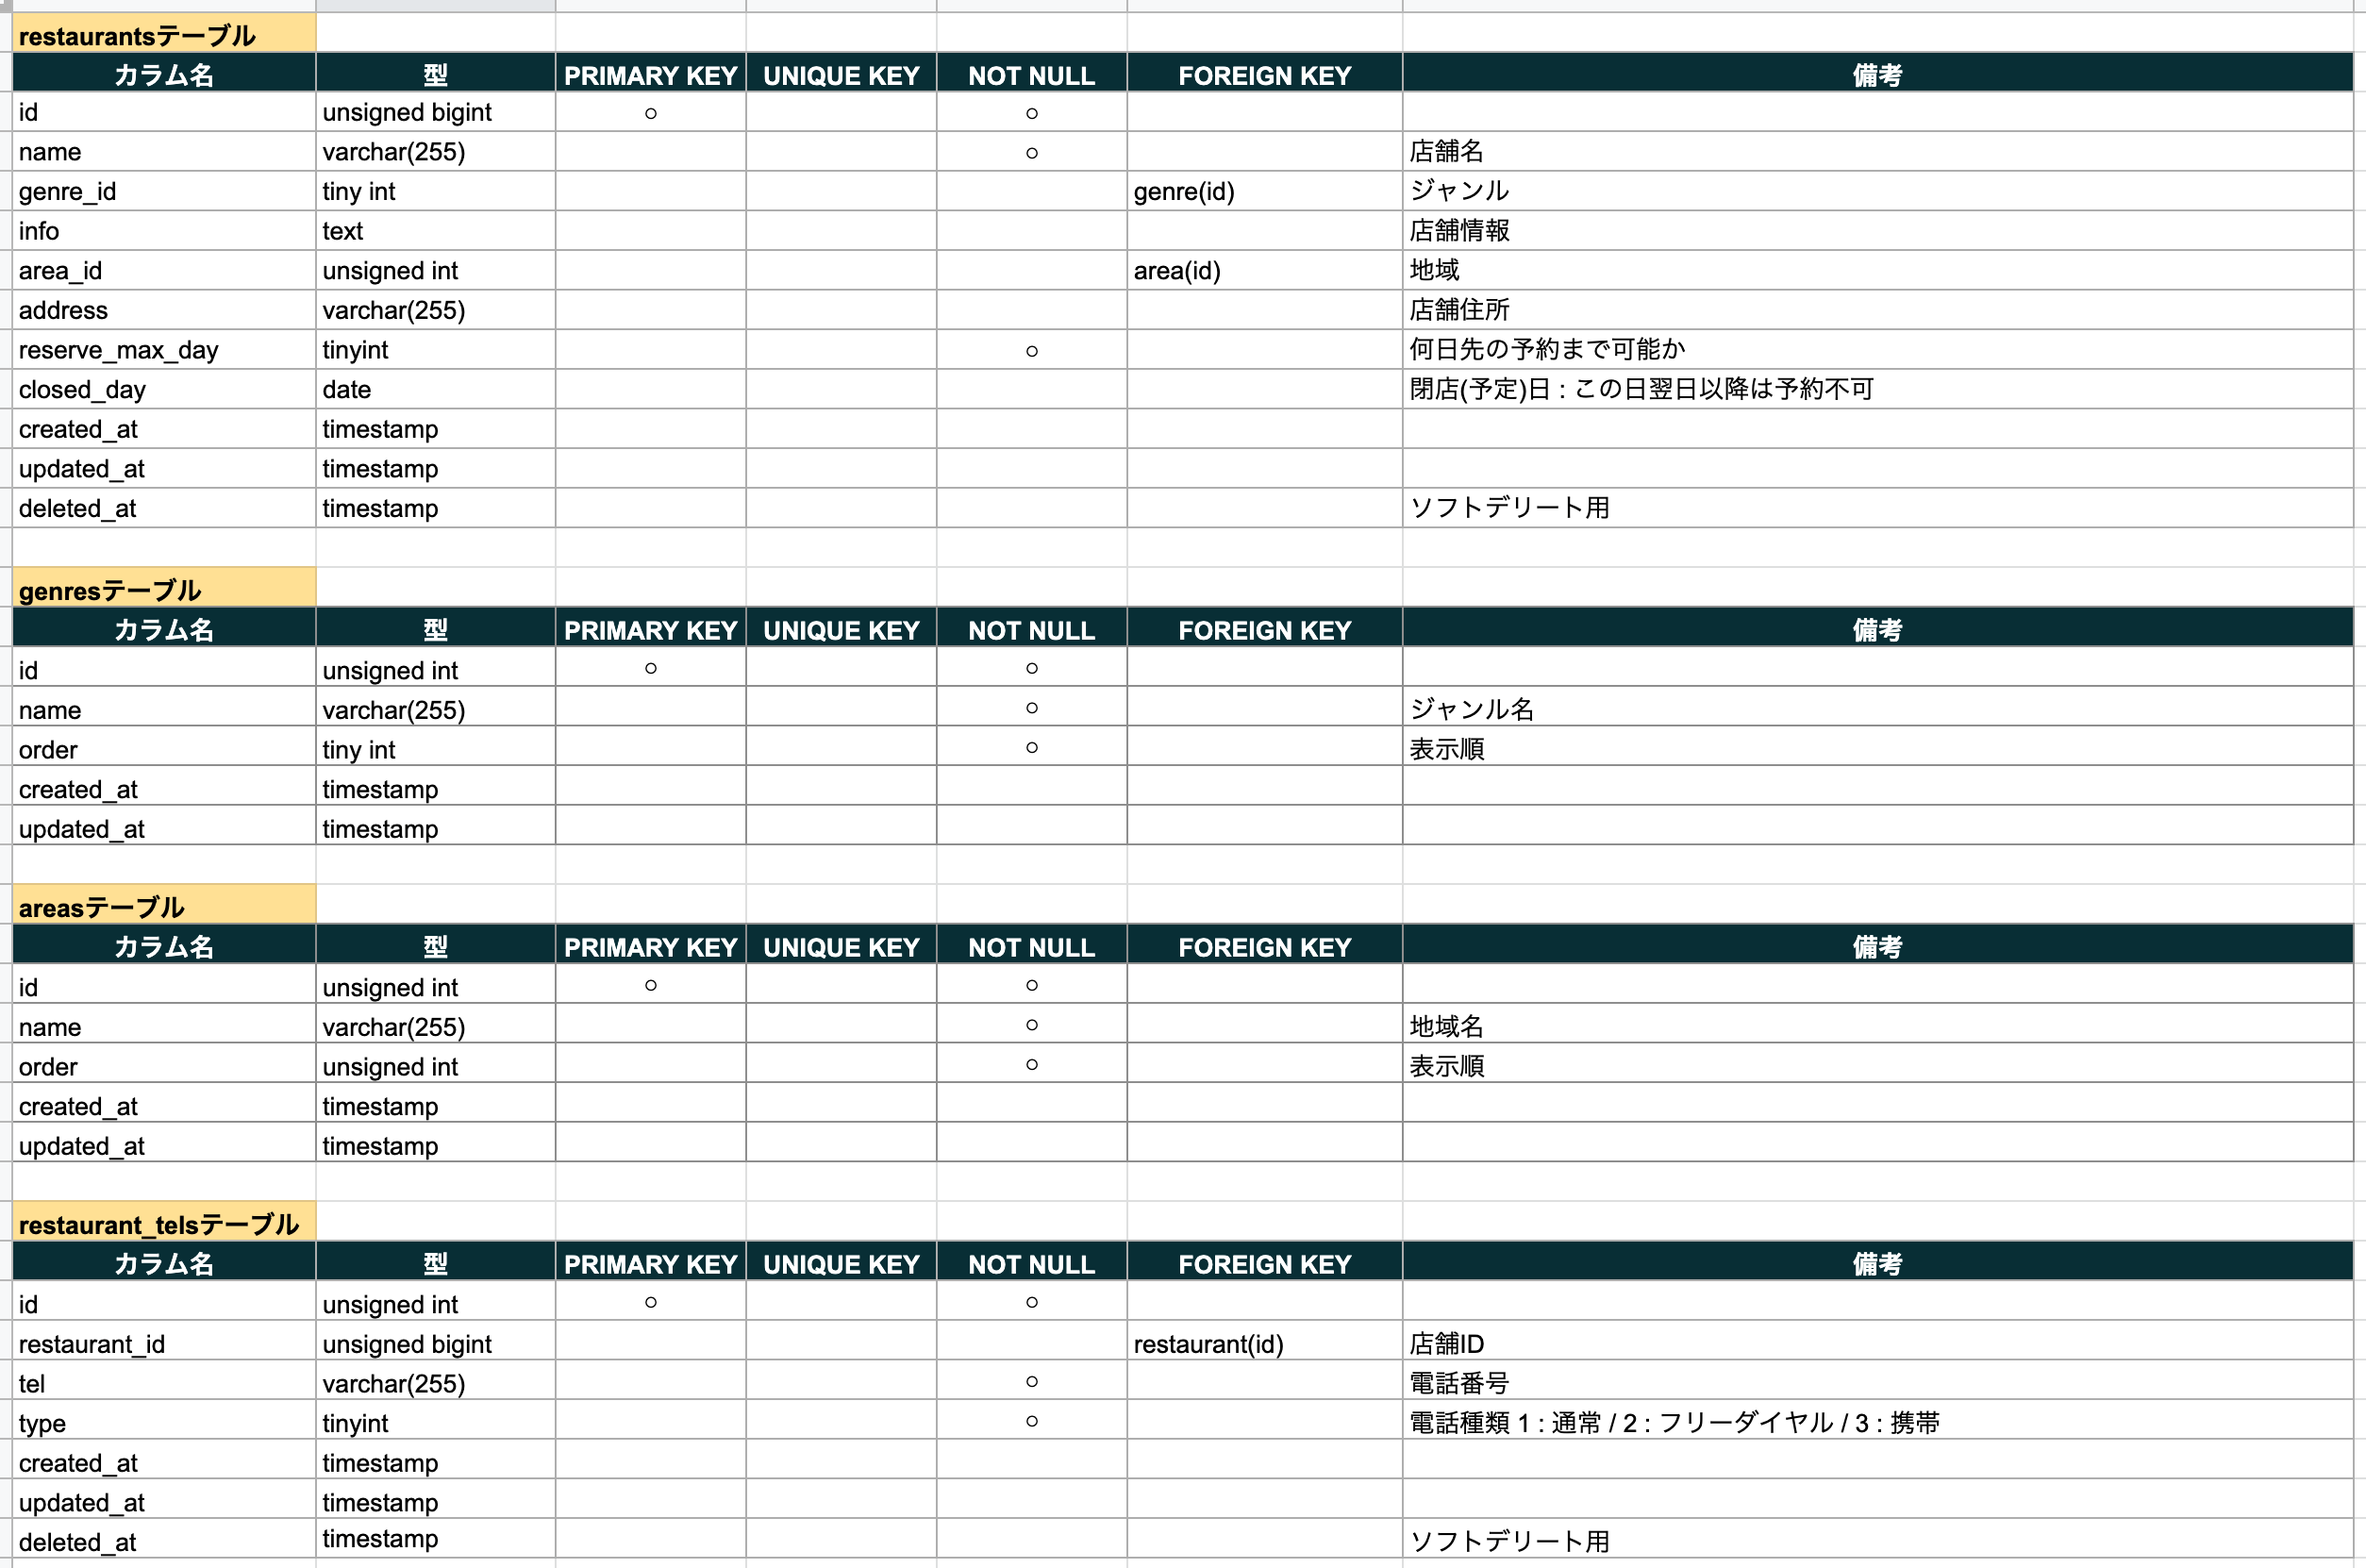 restaurantsテーブル
カラム名 型 PRIMARY KEY UNIQUE KEY NOT NULL FOREIGN KEY 備考
id unsigned bigint ○ ○
name varchar(255) ○ 店舗名
genre_id tiny int genre(id) ジャンル
info text 店舗情報
area_id unsigned int area(id) 地域
address varchar(255) 店舗住所
reserve_max_day tinyint ○ 何日先の予約まで可能か
closed_day date 閉店(予定)日 : この日翌日以降は予約不可
created_at timestamp
updated_at timestamp
deleted_at timestamp ソフトデリート用
genresテーブル
カラム名 型 PRIMARY KEY UNIQUE KEY NOT NULL FOREIGN KEY 備考
id unsigned int ○ ○
name varchar(255) ○ ジャンル名
order tiny int ○ 表示順
created_at timestamp
updated_at timestamp
areasテーブル
カラム名 型 PRIMARY KEY UNIQUE KEY NOT NULL FOREIGN KEY 備考
id unsigned int ○ ○
name varchar(255) ○ 地域名
order unsigned int ○ 表示順
created_at timestamp
updated_at timestamp
restaurant_telsテーブル
カラム名 型 PRIMARY KEY UNIQUE KEY NOT NULL FOREIGN KEY 備考
id unsigned int ○ ○
restaurant_id unsigned bigint restaurant(id) 店舗ID
tel varchar(255) ○ 電話番号
type tinyint ○ 電話種類 1 : 通常 / 2 : フリーダイヤル / 3 : 携帯
created_at timestamp
updated_at timestamp
deleted_at timestamp ソフトデリート用